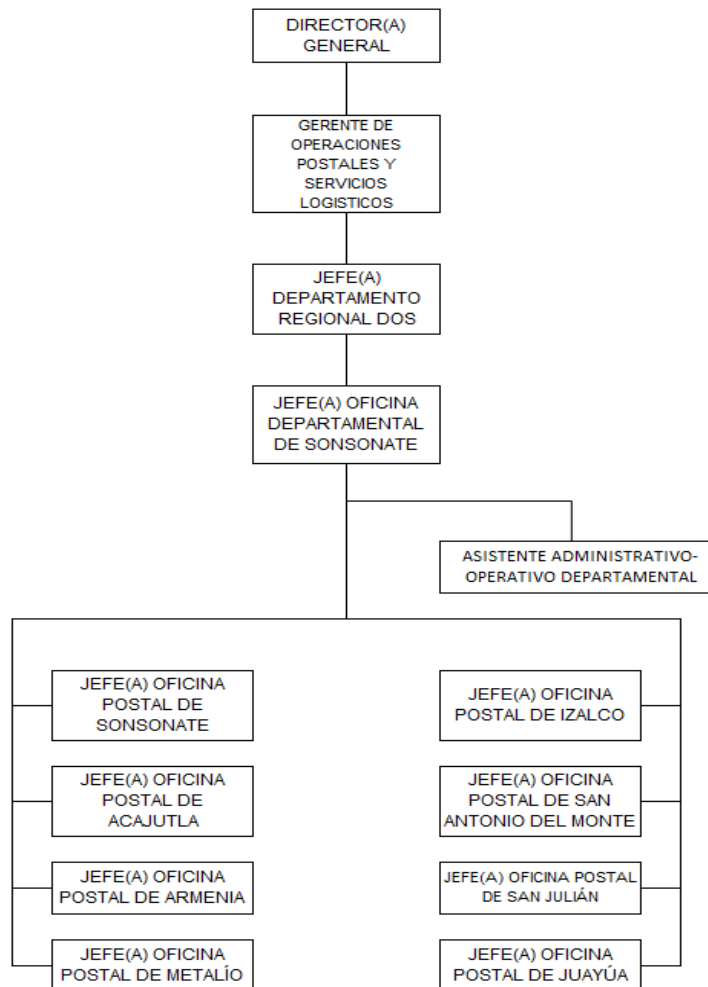 DIRECTOR(A)
GENERAL
GERENTE DE
OPERACIONES
POSTALES Y
SERVICIOS
LOGISTICOS
JEFE(A)
DEPARTAMENTO
REGIONAL DOS
JEFE(A) OFICINA
DEPARTAMENTAL
DE SONSONATE
ASISTENTE ADMINISTRATIVO-
OPERATIVO DEPARTAMENTAL
JEFE(A) OFICINA
POSTAL DE
SONSONATE
JEFE(A) OFICINA
POSTAL DE IZALCO
JEFE(A) OFICINA
POSTAL DE
ACAJUTLA
JEFE(A) OFICINA
POSTAL DE SAN
ANTONIO DEL MONTE
JEFE(A) OFICINA
POSTAL DE ARMENIA
JEFE(A) OFICINA POSTAL
DE SAN JULIÁN
JEFE(A) OFICINA
POSTAL DE METALÍO
JEFE(A) OFICINA
POSTAL DE JUAYÚA